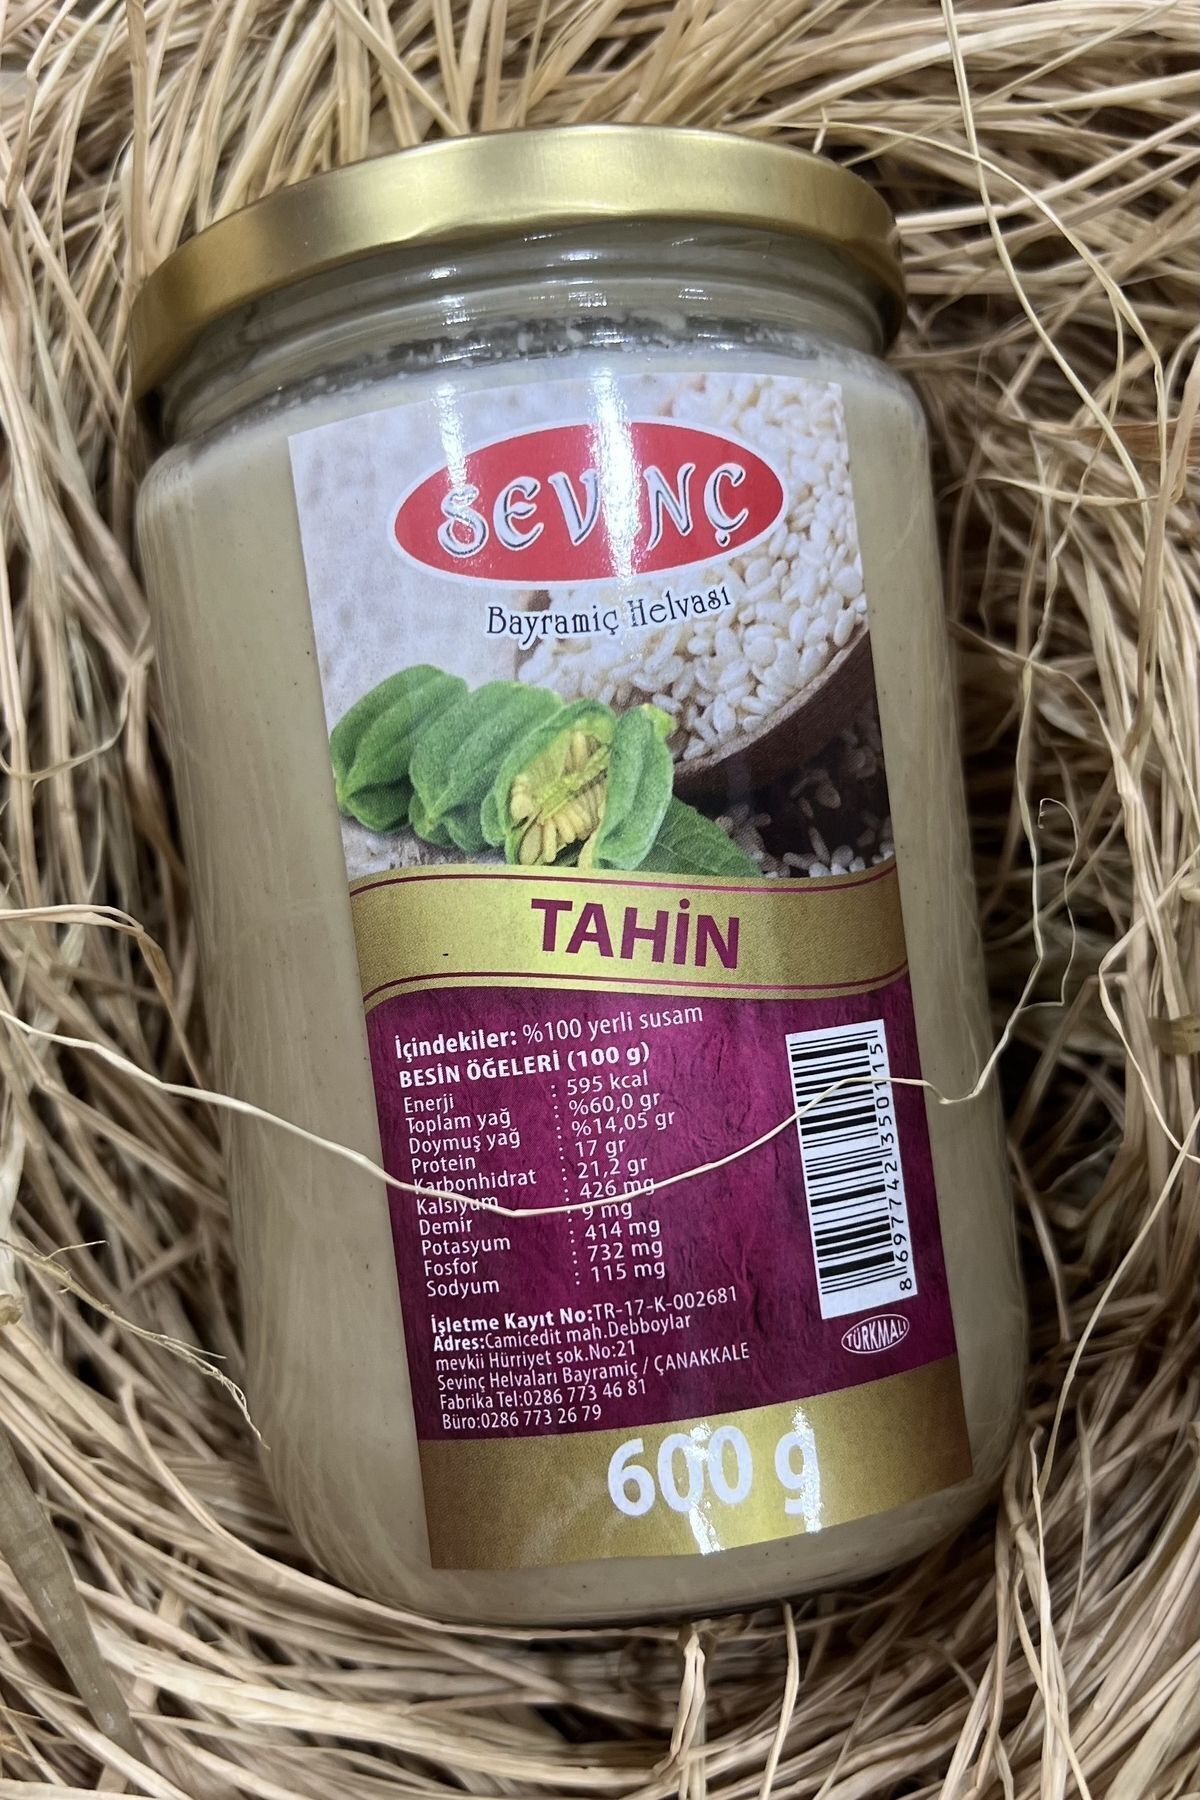 SEVİNÇ
Bayramiç Helvası
TAHİN
İçindekiler: %100 yerli susam
BESİN ÖĞELERİ (100 g)
Enerji : 595 kcal
Toplam yağ : %60,0 gr
Doymuş yağ : %14,05 gr
Protein : 17 gr
Karbonhidrat : 21,2 gr
Kalsiyum : 426 mg
Demir : 9 mg
Potasyum : 414 mg
Fosfor : 732 mg
Sodyum : 115 mg
İşletme Kayıt No:TR-17-K-002681
Adres:Camicedit mah.Debboylar
mevkii Hürriyet sok.No:21
Sevinç Helvaları Bayramiç / ÇANAKKALE
Fabrika Tel:0286 773 46 81
Büro:0286 773 26 79
8 697742 350115
TÜRKMALI
600 g